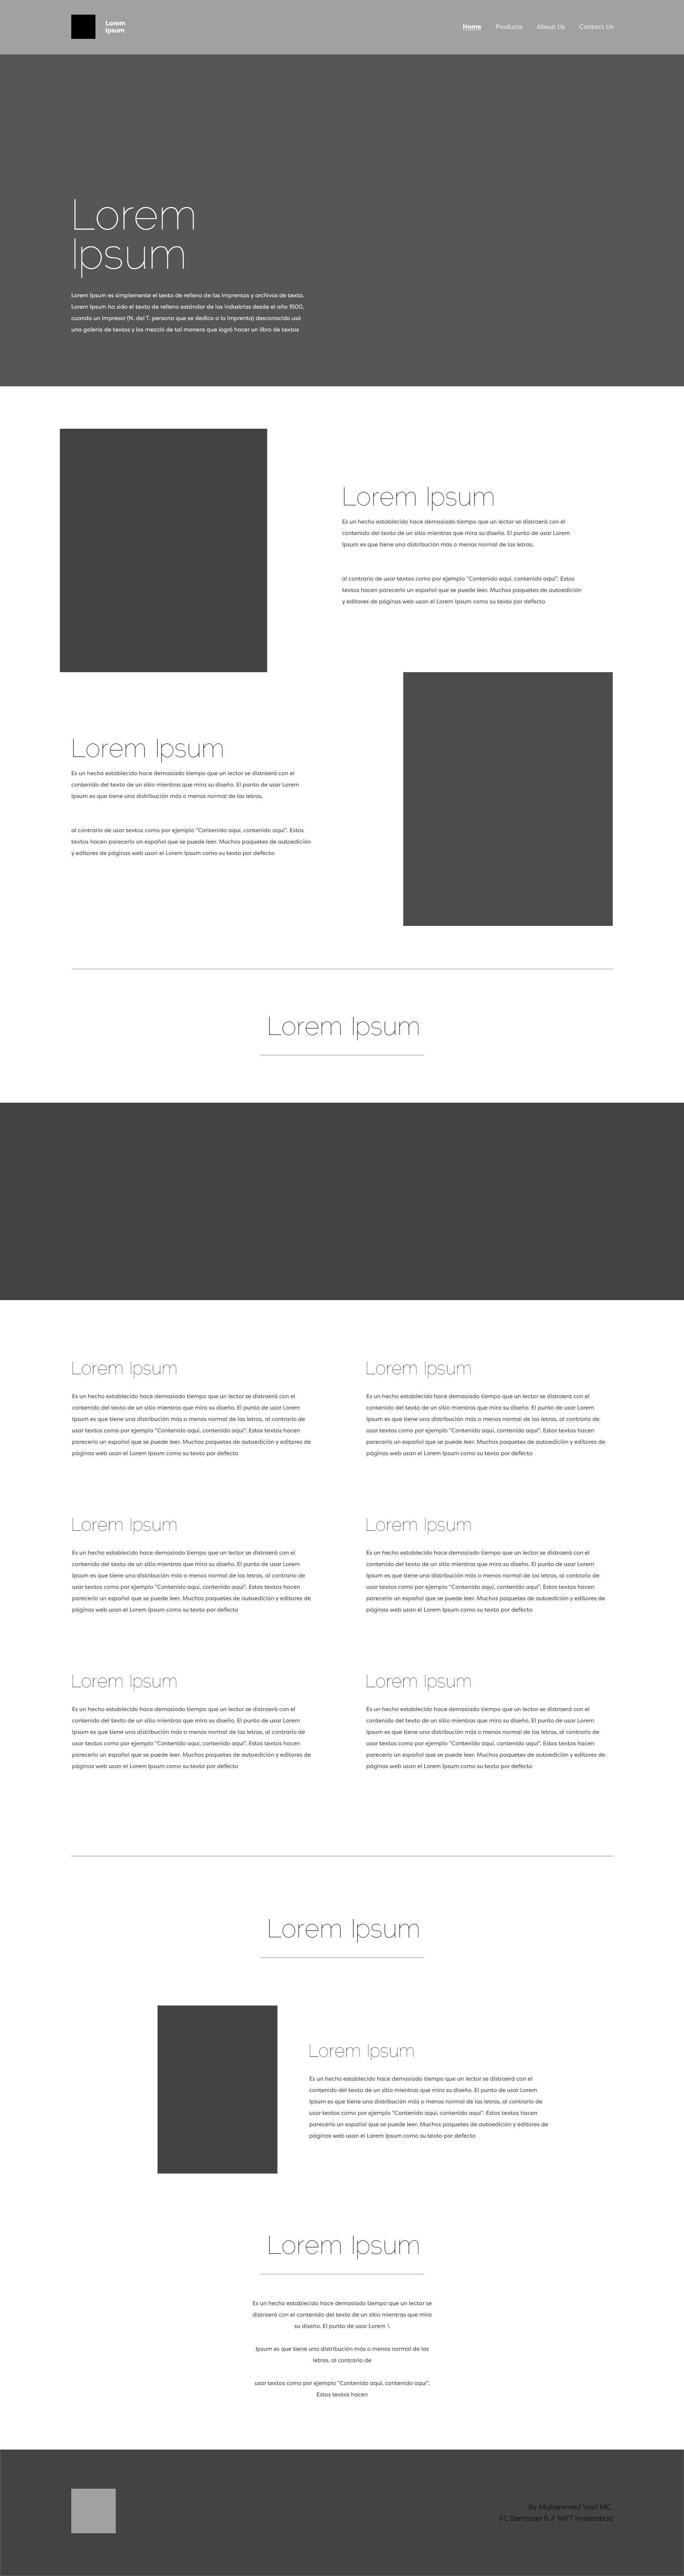 Lorem
Ipsum
Home
Products
About Us
Contact Us
Lorem
Ipsum
Lorem Ipsum es simplemente el texto de relleno de las imprentas y archivos de texto.
Lorem Ipsum ha sido el texto de relleno estándar de las industrias desde el año 1500,
cuando un impresor (N. del T. persona que se dedica a la imprenta) desconocido usó
una galería de textos y los mezcló de tal manera que logró hacer un libro de textos
Lorem Ipsum
Es un hecho establecido hace demasiado tiempo que un lector se distraerá con el
contenido del texto de un sitio mientras que mira su diseño. El punto de usar Lorem
Ipsum es que tiene una distribución más o menos normal de las letras,
al contrario de usar textos como por ejemplo "Contenido aquí, contenido aquí". Estos
textos hacen parecerlo un español que se puede leer. Muchos paquetes de autoedición
y editores de páginas web usan el Lorem Ipsum como su texto por defecto
Lorem Ipsum
Es un hecho establecido hace demasiado tiempo que un lector se distraerá con el
contenido del texto de un sitio mientras que mira su diseño. El punto de usar Lorem
Ipsum es que tiene una distribución más o menos normal de las letras,
al contrario de usar textos como por ejemplo "Contenido aquí, contenido aquí". Estos
textos hacen parecerlo un español que se puede leer. Muchos paquetes de autoedición
y editores de páginas web usan el Lorem Ipsum como su texto por defecto
Lorem Ipsum
Lorem Ipsum
Es un hecho establecido hace demasiado tiempo que un lector se distraerá con el
contenido del texto de un sitio mientras que mira su diseño. El punto de usar Lorem
Ipsum es que tiene una distribución más o menos normal de las letras, al contrario de
usar textos como por ejemplo "Contenido aquí, contenido aquí". Estos textos hacen
parecerlo un español que se puede leer. Muchos paquetes de autoedición y editores de
páginas web usan el Lorem Ipsum como su texto por defecto
Lorem Ipsum
Es un hecho establecido hace demasiado tiempo que un lector se distraerá con el
contenido del texto de un sitio mientras que mira su diseño. El punto de usar Lorem
Ipsum es que tiene una distribución más o menos normal de las letras, al contrario de
usar textos como por ejemplo "Contenido aquí, contenido aquí". Estos textos hacen
parecerlo un español que se puede leer. Muchos paquetes de autoedición y editores de
páginas web usan el Lorem Ipsum como su texto por defecto
Lorem Ipsum
Es un hecho establecido hace demasiado tiempo que un lector se distraerá con el
contenido del texto de un sitio mientras que mira su diseño. El punto de usar Lorem
Ipsum es que tiene una distribución más o menos normal de las letras, al contrario de
usar textos como por ejemplo "Contenido aquí, contenido aquí". Estos textos hacen
parecerlo un español que se puede leer. Muchos paquetes de autoedición y editores de
páginas web usan el Lorem Ipsum como su texto por defecto
Lorem Ipsum
Es un hecho establecido hace demasiado tiempo que un lector se distraerá con el
contenido del texto de un sitio mientras que mira su diseño. El punto de usar Lorem
Ipsum es que tiene una distribución más o menos normal de las letras, al contrario de
usar textos como por ejemplo "Contenido aquí, contenido aquí". Estos textos hacen
parecerlo un español que se puede leer. Muchos paquetes de autoedición y editores de
páginas web usan el Lorem Ipsum como su texto por defecto
Lorem Ipsum
Es un hecho establecido hace demasiado tiempo que un lector se distraerá con el
contenido del texto de un sitio mientras que mira su diseño. El punto de usar Lorem
Ipsum es que tiene una distribución más o menos normal de las letras, al contrario de
usar textos como por ejemplo "Contenido aquí, contenido aquí". Estos textos hacen
parecerlo un español que se puede leer. Muchos paquetes de autoedición y editores de
páginas web usan el Lorem Ipsum como su texto por defecto
Lorem Ipsum
Es un hecho establecido hace demasiado tiempo que un lector se distraerá con el
contenido del texto de un sitio mientras que mira su diseño. El punto de usar Lorem
Ipsum es que tiene una distribución más o menos normal de las letras, al contrario de
usar textos como por ejemplo "Contenido aquí, contenido aquí". Estos textos hacen
parecerlo un español que se puede leer. Muchos paquetes de autoedición y editores de
páginas web usan el Lorem Ipsum como su texto por defecto
Lorem Ipsum
Lorem Ipsum
Es un hecho establecido hace demasiado tiempo que un lector se distraerá con el
contenido del texto de un sitio mientras que mira su diseño. El punto de usar Lorem
Ipsum es que tiene una distribución más o menos normal de las letras, al contrario de
usar textos como por ejemplo "Contenido aquí, contenido aquí". Estos textos hacen
parecerlo un español que se puede leer. Muchos paquetes de autoedición y editores de
páginas web usan el Lorem Ipsum como su texto por defecto
Lorem Ipsum
Es un hecho establecido hace demasiado tiempo que un lector se
distraerá con el contenido del texto de un sitio mientras que mira
su diseño. El punto de usar Lorem \
Ipsum es que tiene una distribución más o menos normal de las
letras, al contrario de
usar textos como por ejemplo "Contenido aquí, contenido aquí".
Estos textos hacen
By Muhammed Vasil MC
FC Semester 6 // NIFT Hyderabad